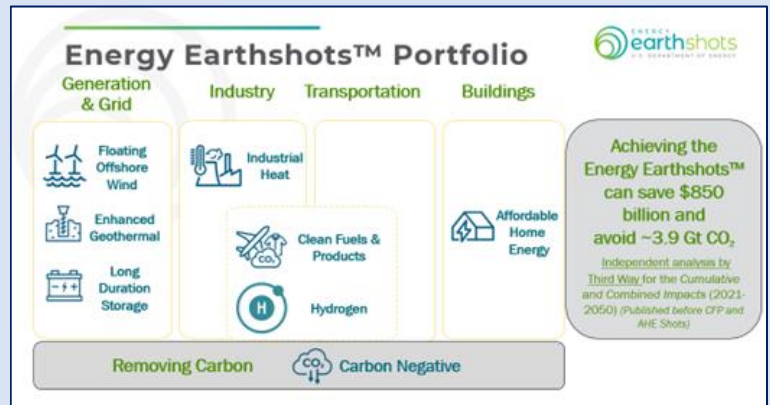 Energy Earthshots™ Portfolio
ENERGY
earthshots
U.S. DEPARTMENT OF ENERGY
Generation
& Grid
Industry
Transportation
Buildings
Floating
Offshore
Wind
Enhanced
Geothermal
Long
Duration
Storage
Industrial
Heat
CO₂
Clean Fuels &
Products
H
Hydrogen
Affordable
Home
Energy
Achieving the
Energy Earthshots™
can save $850
billion and
avoid ~3.9 Gt CO₂
Independent analysis by
Third Way for the Cumulative
and Combined Impacts (2021-
2050) (Published before CFP and
AHE Shots)
Removing Carbon
CO₂
Carbon Negative